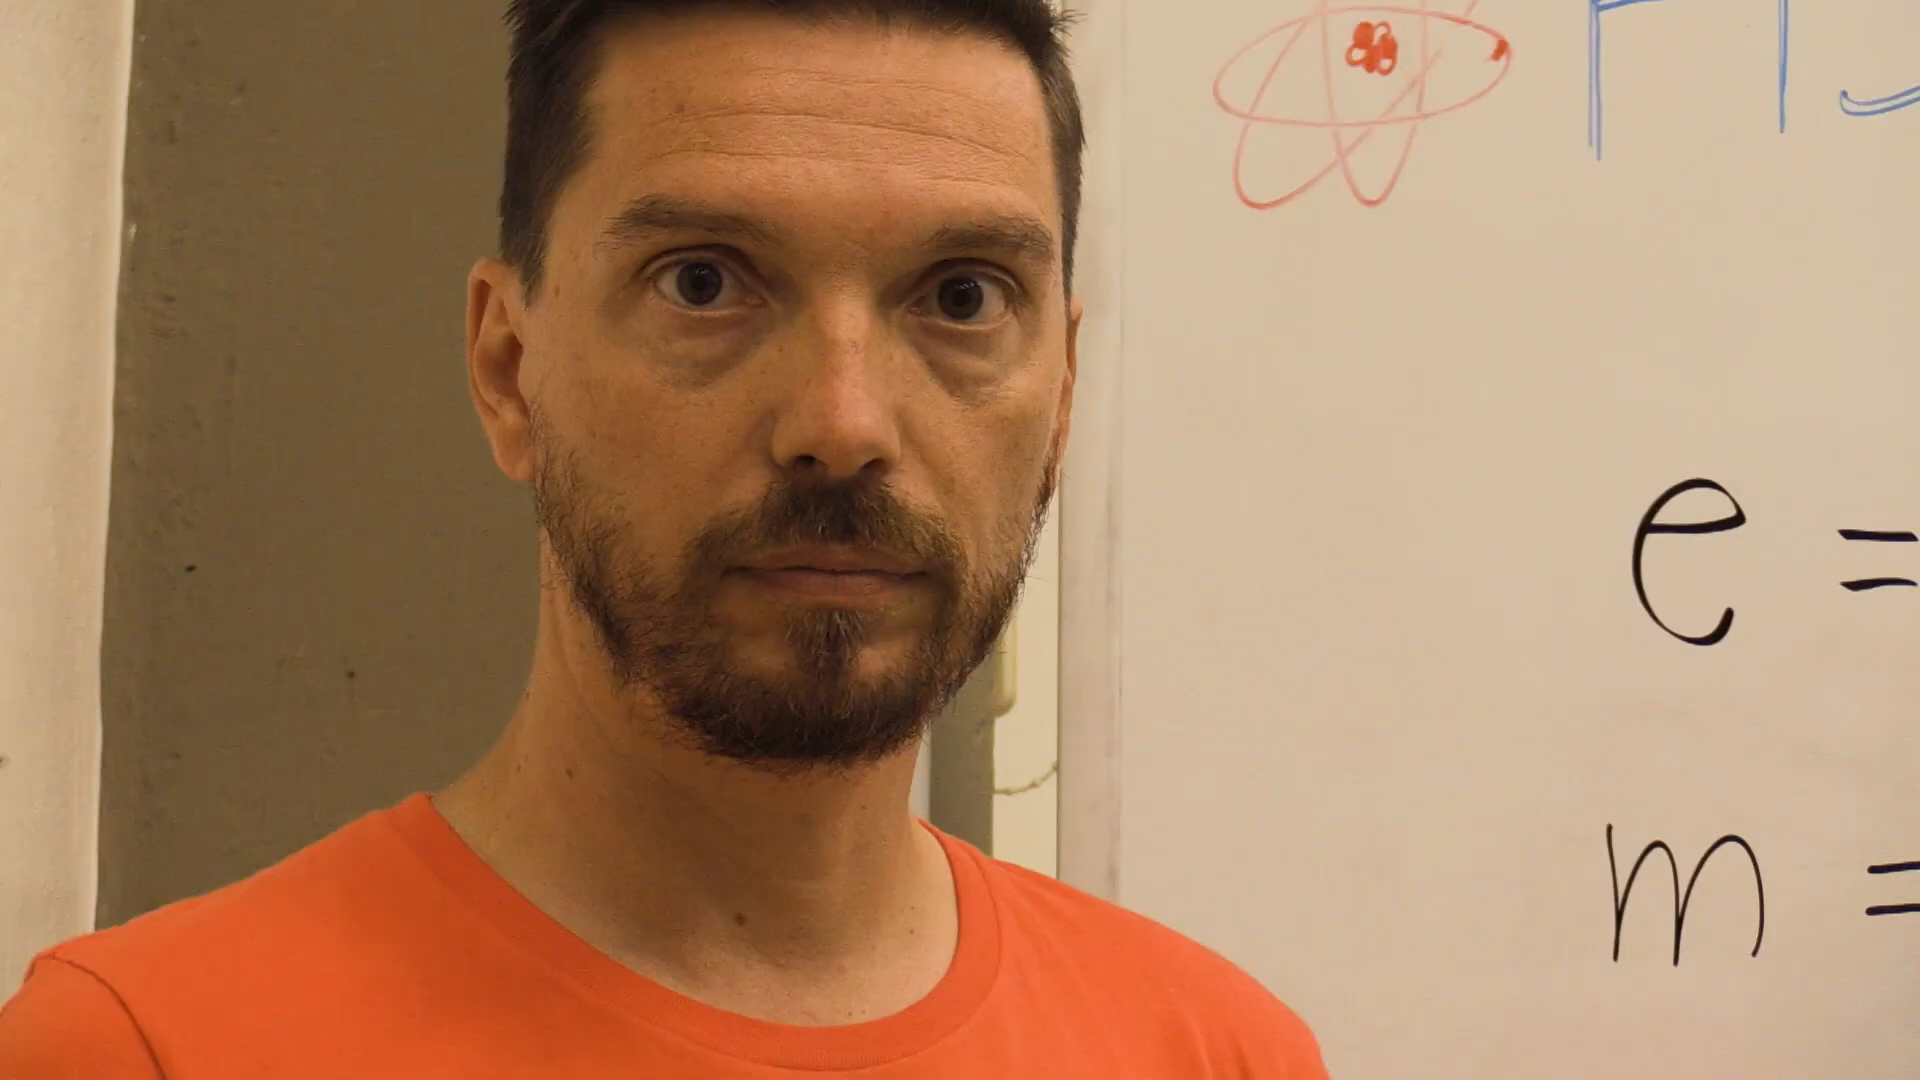 e =
m =